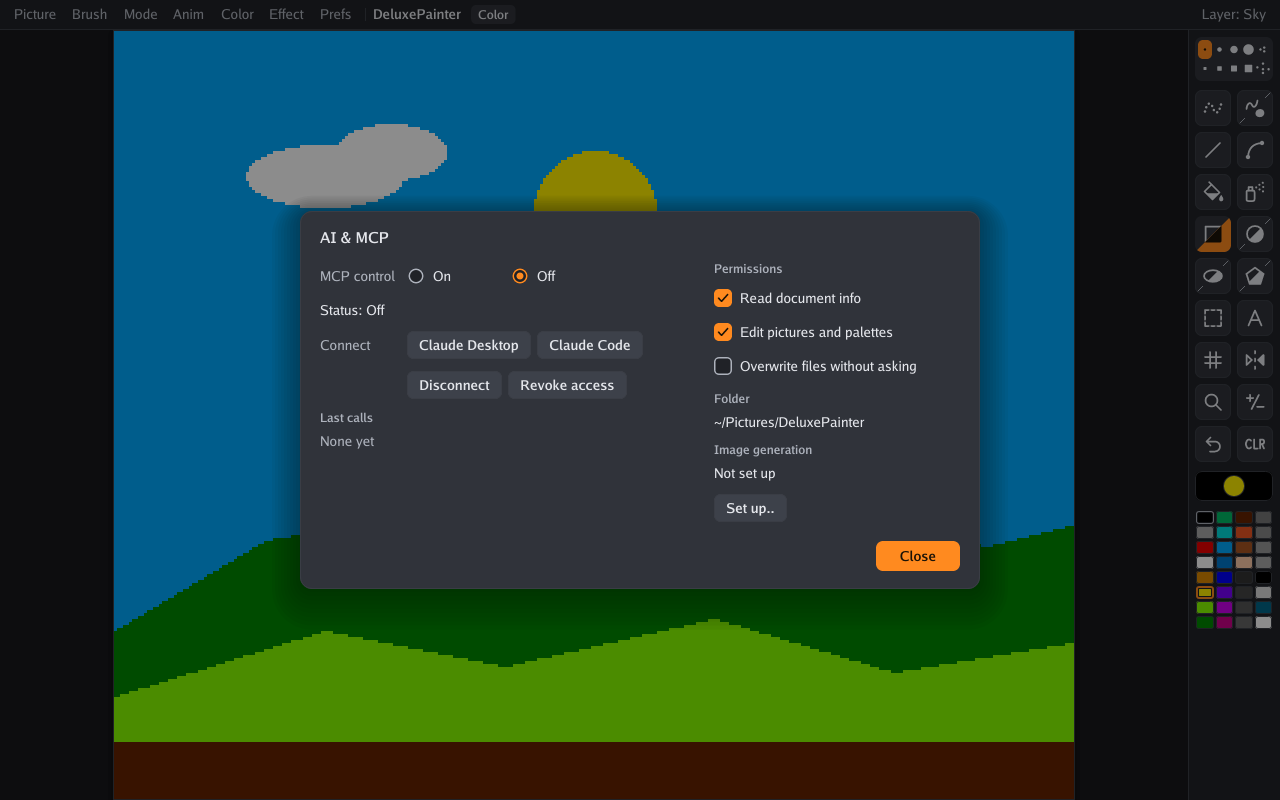 Picture Brush Mode Anim Color Effect Prefs DeluxePainter Color Layer: Sky
AI & MCP
MCP control On Off
Status: Off
Connect Claude Desktop Claude Code
Disconnect Revoke access
Last calls
None yet
Permissions
Read document info
Edit pictures and palettes
Overwrite files without asking
Folder
~/Pictures/DeluxePainter
Image generation
Not set up
Set up..
Close
A
CLR